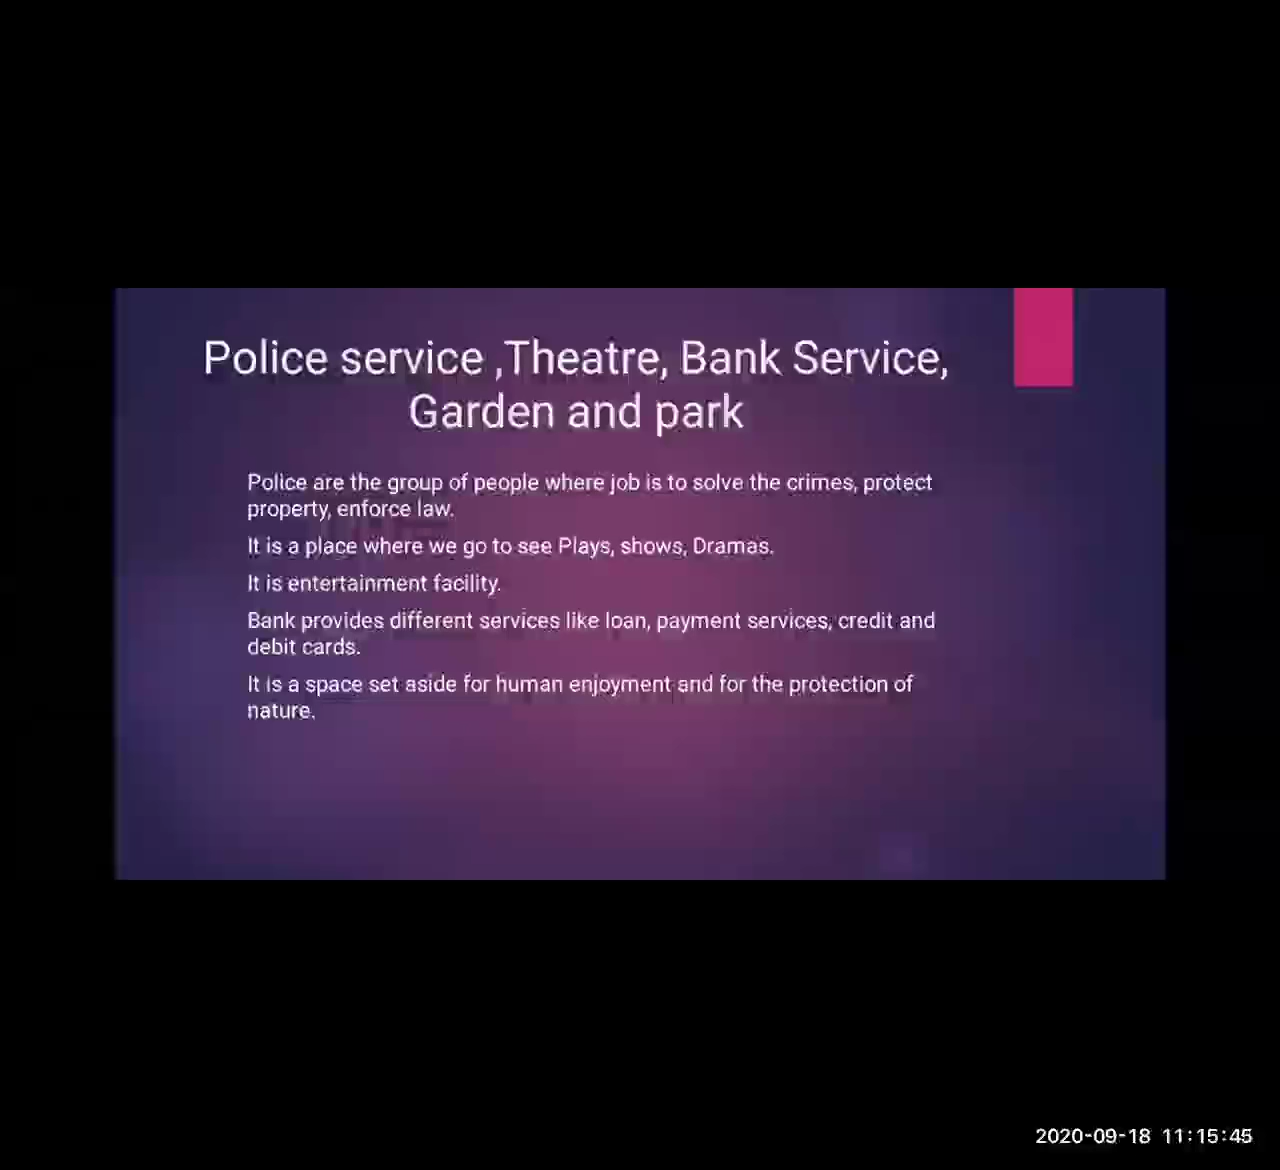 Police service ,Theatre, Bank Service,
Garden and park
Police are the group of people where job is to solve the crimes, protect
property, enforce law.
It is a place where we go to see Plays, shows, Dramas.
It is entertainment facility.
Bank provides different services like loan, payment services, credit and
debit cards.
It is a space set aside for human enjoyment and for the protection of
nature.
2020-09-18 11:15:45